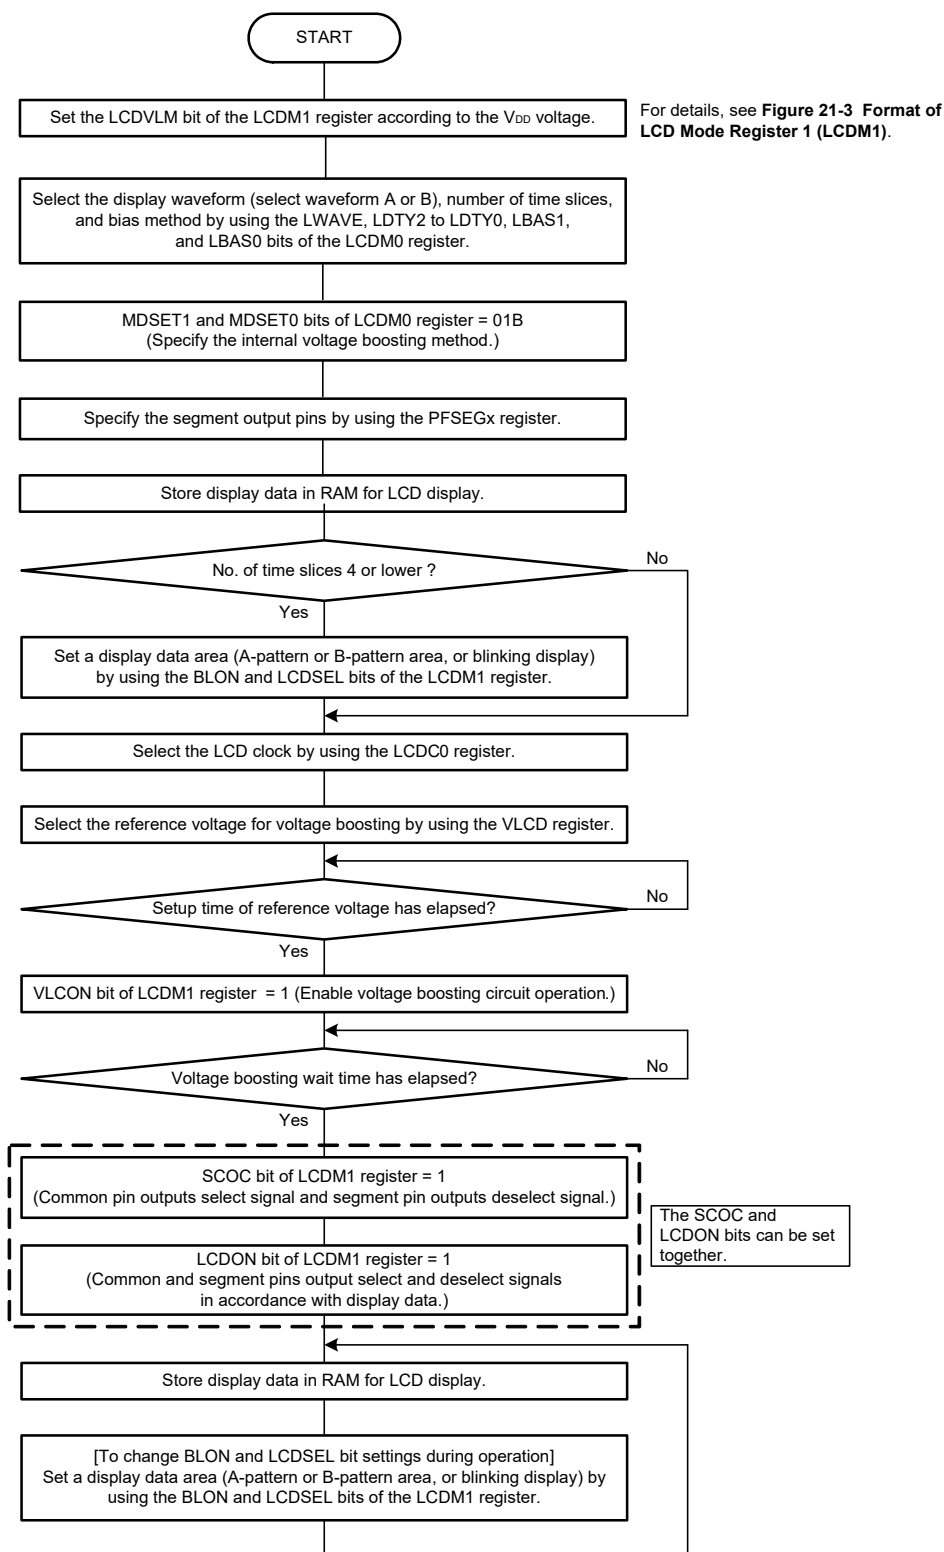 START
Set the LCDVLM bit of the LCDM1 register according to the VDD voltage.
For details, see Figure 21-3 Format of
LCD Mode Register 1 (LCDM1).
Select the display waveform (select waveform A or B), number of time slices,
and bias method by using the LWAVE, LDTY2 to LDTY0, LBAS1,
and LBAS0 bits of the LCDM0 register.
MDSET1 and MDSET0 bits of LCDM0 register = 01B
(Specify the internal voltage boosting method.)
Specify the segment output pins by using the PFSEGx register.
Store display data in RAM for LCD display.
No. of time slices 4 or lower ?
No
Yes
Set a display data area (A-pattern or B-pattern area, or blinking display)
by using the BLON and LCDSEL bits of the LCDM1 register.
Select the LCD clock by using the LCDC0 register.
Select the reference voltage for voltage boosting by using the VLCD register.
Setup time of reference voltage has elapsed?
No
Yes
VLCON bit of LCDM1 register = 1 (Enable voltage boosting circuit operation.)
Voltage boosting wait time has elapsed?
No
Yes
SCOC bit of LCDM1 register = 1
(Common pin outputs select signal and segment pin outputs deselect signal.)
The SCOC and
LCDON bits can be set
together.
LCDON bit of LCDM1 register = 1
(Common and segment pins output select and deselect signals
in accordance with display data.)
Store display data in RAM for LCD display.
[To change BLON and LCDSEL bit settings during operation]
Set a display data area (A-pattern or B-pattern area, or blinking display) by
using the BLON and LCDSEL bits of the LCDM1 register.